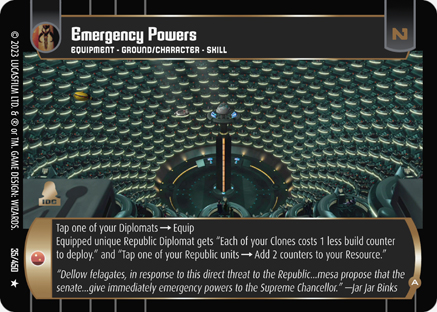 Emergency Powers
EQUIPMENT • GROUND/CHARACTER • SKILL
N
Tap one of your Diplomats → Equip
Equipped unique Republic Diplomat gets "Each of your Clones costs 1 less build counter
to deploy." and "Tap one of your Republic units → Add 2 counters to your Resource."
"Dellow felagates, in response to this direct threat to the Republic...mesa propose that the
senate...give immediately emergency powers to the Supreme Chancellor." —Jar Jar Binks
A
© 2023 LUCASFILM LTD. & ® or TM. GAME DESIGN: WIZARDS.
35/450